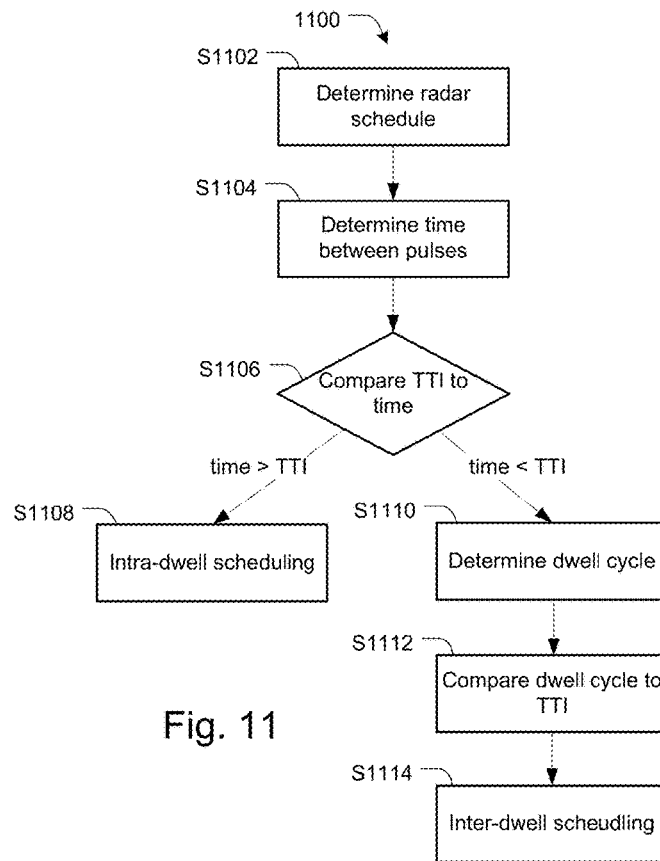 1100
S1102
Determine radar
schedule
S1104
Determine time
between pulses
S1106
Compare TTI to
time
time > TTI
time < TTI
S1108
Intra-dwell scheduling
S1110
Determine dwell cycle
S1112
Compare dwell cycle to
TTI
Fig. 11
S1114
Inter-dwell scheudling